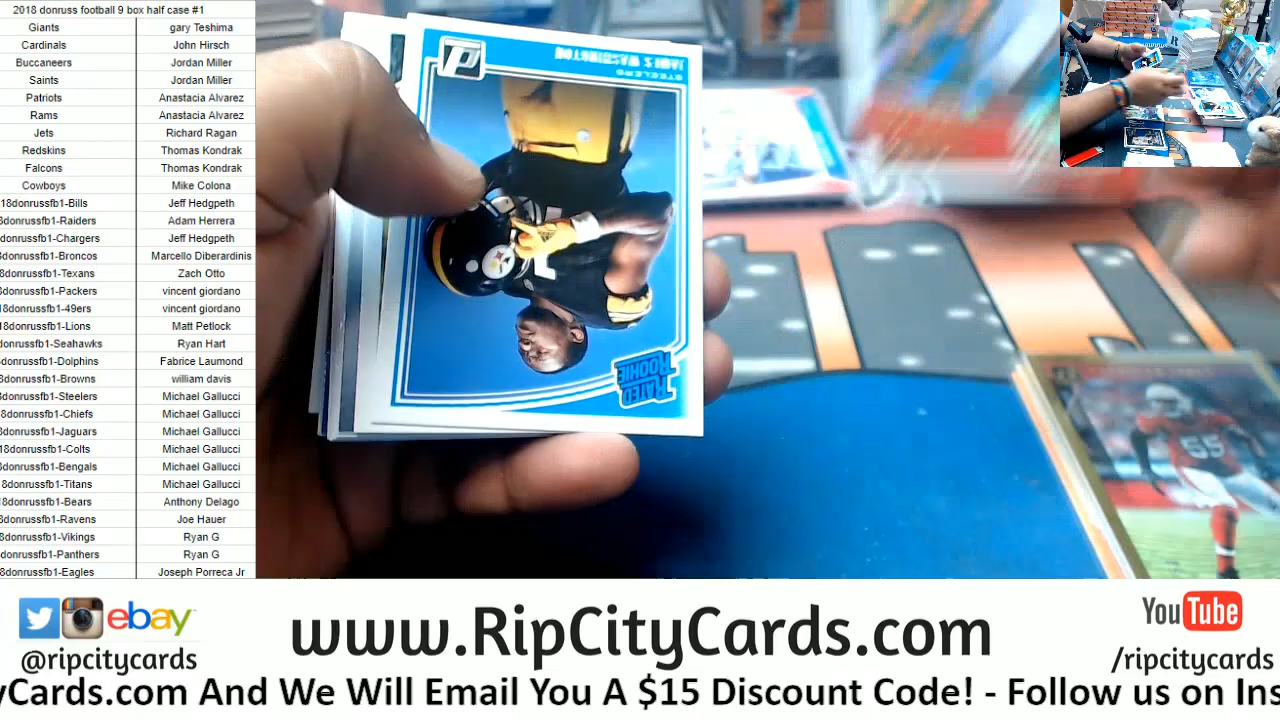 2018 donruss football 9 box half case #1
Giants gary Teshima
Cardinals John Hirsch
Buccaneers Jordan Miller
Saints Jordan Miller
Patriots Anastacia Alvarez
Rams Anastacia Alvarez
Jets Richard Ragan
Redskins Thomas Kondrak
Falcons Thomas Kondrak
Cowboys Mike Colona
18donrussfb1-Bills Jeff Hedgpeth
8donrussfb1-Raiders Adam Herrera
donrussfb1-Chargers Jeff Hedgpeth
8donrussfb1-Broncos Marcello Diberardinis
8donrussfb1-Texans Zach Otto
8donrussfb1-Packers vincent giordano
18donrussfb1-49ers vincent giordano
18donrussfb1-Lions Matt Petlock
donrussfb1-Seahawks Ryan Hart
8donrussfb1-Dolphins Fabrice Laumond
8donrussfb1-Browns william davis
8donrussfb1-Steelers Michael Gallucci
8donrussfb1-Chiefs Michael Gallucci
8donrussfb1-Jaguars Michael Gallucci
18donrussfb1-Colts Michael Gallucci
8donrussfb1-Bengals Michael Gallucci
18donrussfb1-Titans Michael Gallucci
18donrussfb1-Bears Anthony Delago
8donrussfb1-Ravens Joe Hauer
8donrussfb1-Vikings Ryan G
donrussfb1-Panthers Ryan G
8donrussfb1-Eagles Joseph Porreca Jr
P
JAMES WASHINGTON
STEELERS
RATED
ROOKIE
55
ebay
@ripcitycards
www.RipCityCards.com
YouTube
/ripcitycards
yCards.com And We Will Email You A $15 Discount Code! - Follow us on Ins